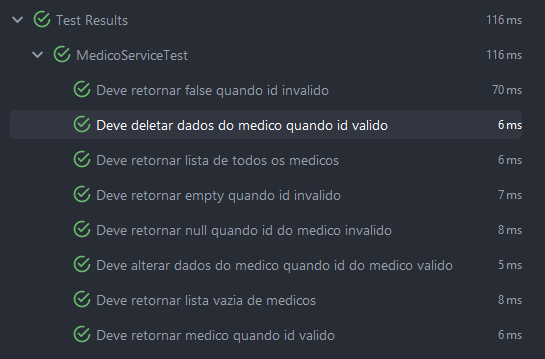 Test Results 116 ms
MedicoServiceTest 116 ms
Deve retornar false quando id invalido 70 ms
Deve deletar dados do medico quando id valido 6 ms
Deve retornar lista de todos os medicos 6 ms
Deve retornar empty quando id invalido 7 ms
Deve retornar null quando id do medico invalido 8 ms
Deve alterar dados do medico quando id do medico valido 5 ms
Deve retornar lista vazia de medicos 8 ms
Deve retornar medico quando id valido 6 ms